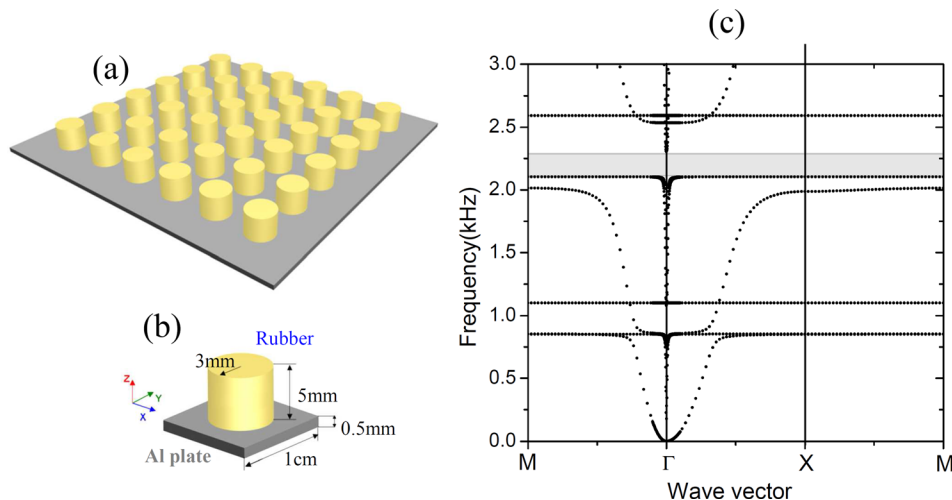 (a)
(b)
Rubber
3mm
5mm
0.5mm
1cm
Al plate
Z
Y
X
(c)
Frequency(kHz)
3.0
2.5
2.0
1.5
1.0
0.5
0.0
M
Γ
X
M
Wave vector